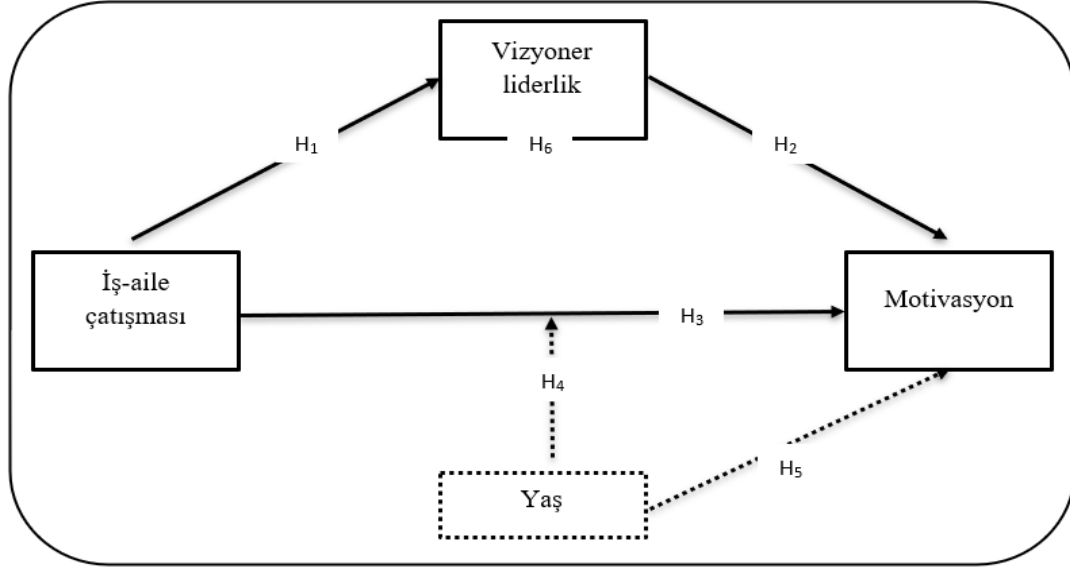 Vizyoner
liderlik
H₁
H₆
H₂
İş-aile
çatışması
Motivasyon
H₃
H₄
H₅
Yaş